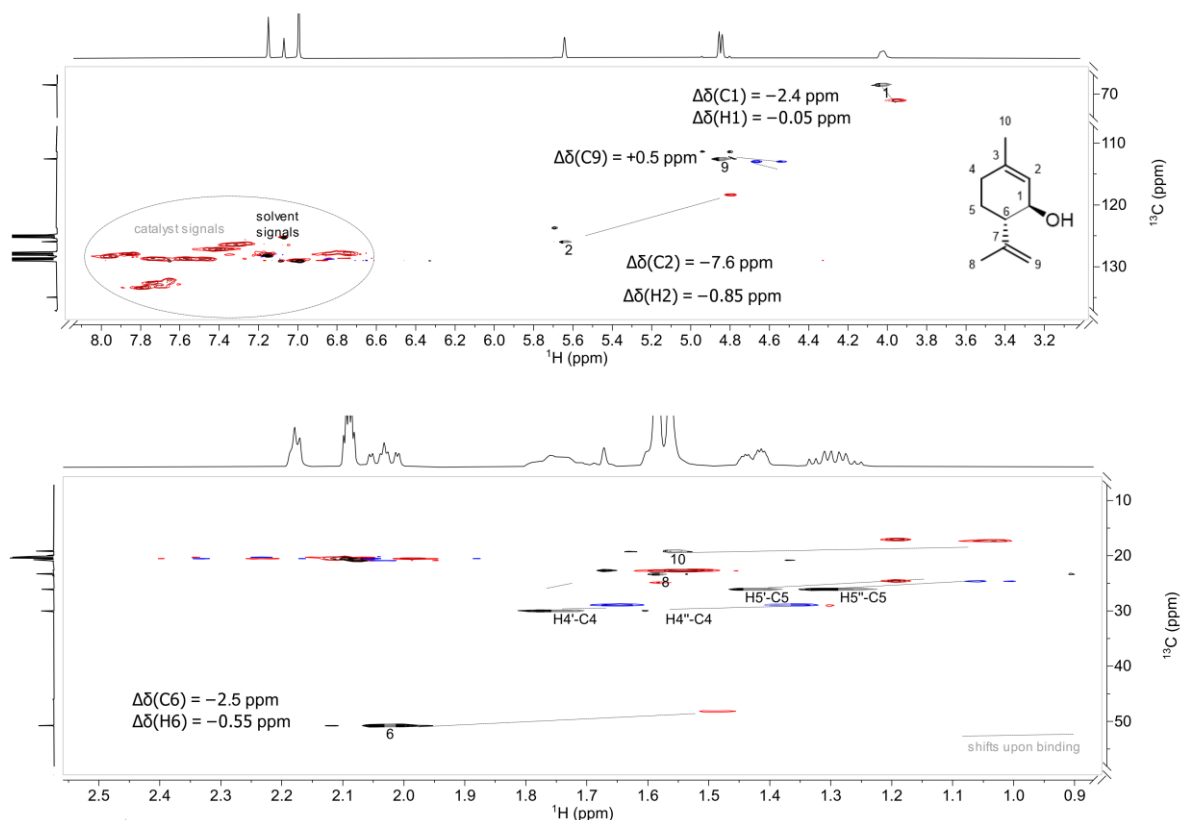 Δδ(C1) = −2.4 ppm
Δδ(H1) = −0.05 ppm
1
70
10
3
2
4
1
5
6
OH
7
8
9
110
Δδ(C9) = +0.5 ppm
9
120
catalyst signals
solvent
signals
2
Δδ(C2) = −7.6 ppm
Δδ(H2) = −0.85 ppm
130
¹³C (ppm)
8.0 7.8 7.6 7.4 7.2 7.0 6.8 6.6 6.4 6.2 6.0 5.8 5.6 5.4 5.2 5.0 4.8 4.6 4.4 4.2 4.0 3.8 3.6 3.4 3.2
¹H (ppm)
10
20
10
8
H5'-C5
H5''-C5
30
H4'-C4
H4''-C4
40
Δδ(C6) = −2.5 ppm
Δδ(H6) = −0.55 ppm
6
50
shifts upon binding
¹³C (ppm)
2.5 2.4 2.3 2.2 2.1 2.0 1.9 1.8 1.7 1.6 1.5 1.4 1.3 1.2 1.1 1.0 0.9
¹H (ppm)